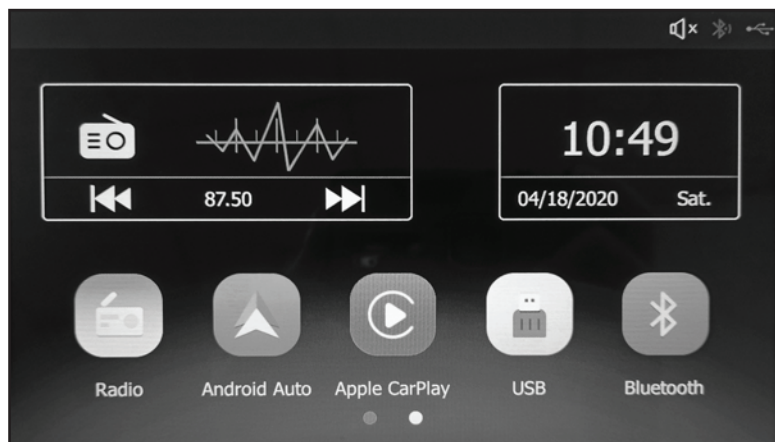 10:49
87.50
04/18/2020 Sat.
Radio Android Auto Apple CarPlay USB Bluetooth